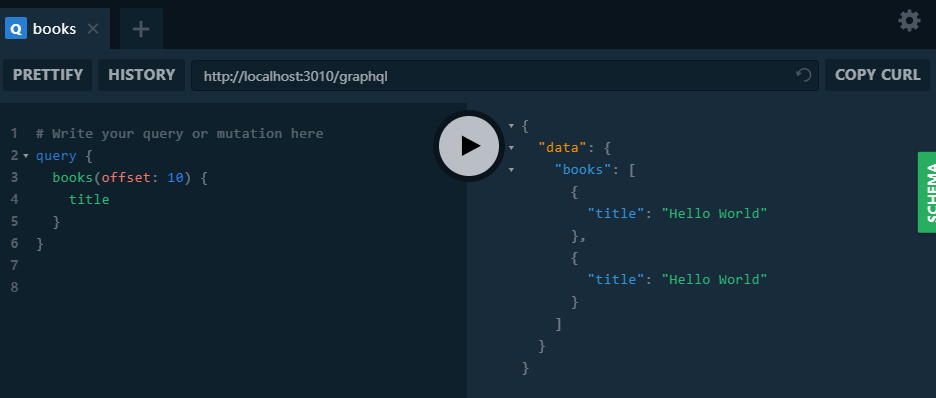 Q books ×
PRETTIFY HISTORY http://localhost:3010/graphql COPY CURL
1 # Write your query or mutation here
2 query {
3 books(offset: 10) {
4 title
5 }
6 }
7
8
{
"data": {
"books": [
{
"title": "Hello World"
},
{
"title": "Hello World"
}
]
}
}
SCHEMA